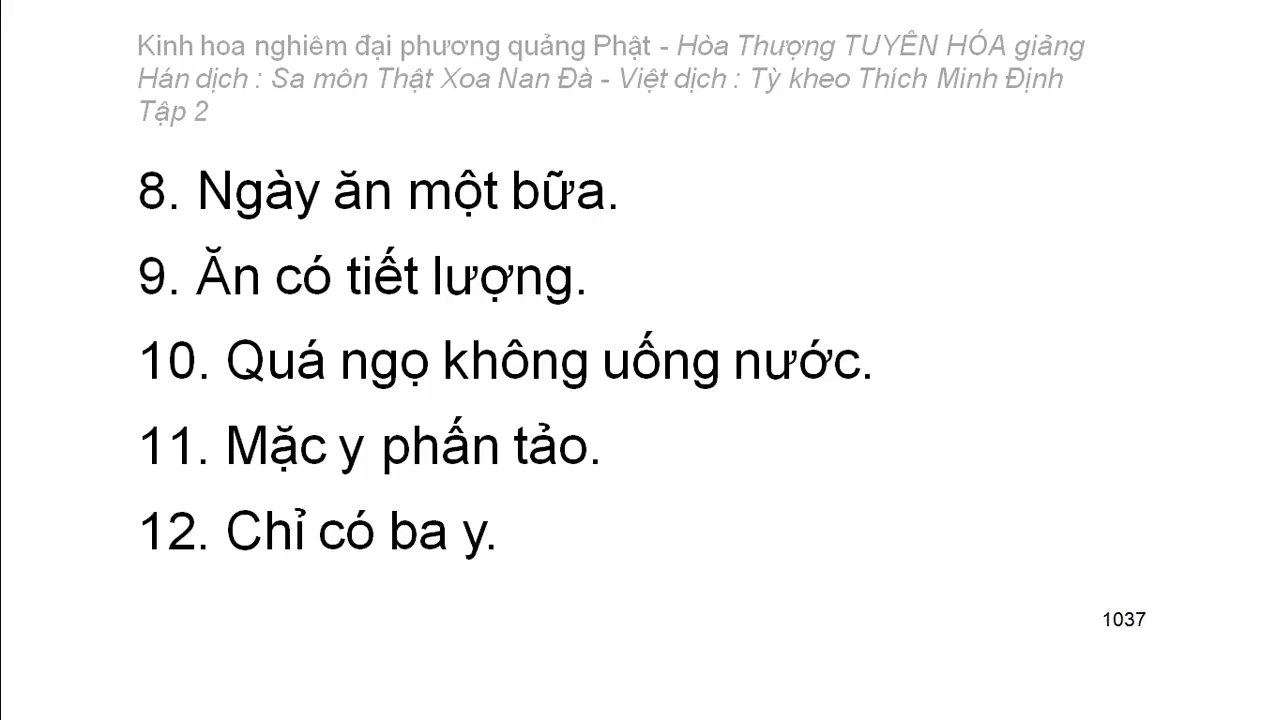 Kinh hoa nghiêm đại phương quảng Phật - Hòa Thượng TUYÊN HÓA giảng
Hán dịch : Sa môn Thật Xoa Nan Đà - Việt dịch : Tỳ kheo Thích Minh Định
Tập 2
8. Ngày ăn một bữa.
9. Ăn có tiết lượng.
10. Quá ngọ không uống nước.
11. Mặc y phấn tảo.
12. Chỉ có ba y.
1037